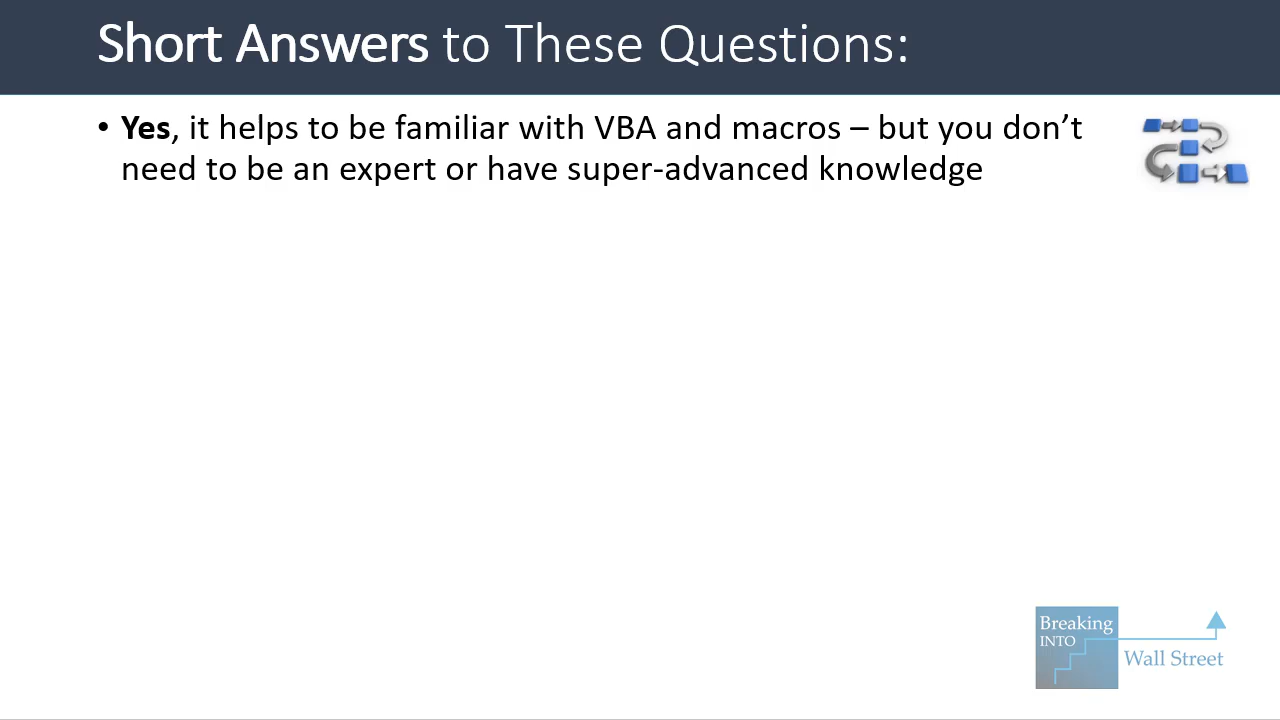 Short Answers to These Questions:
• Yes, it helps to be familiar with VBA and macros – but you don’t
need to be an expert or have super-advanced knowledge
Breaking
INTO
Wall Street